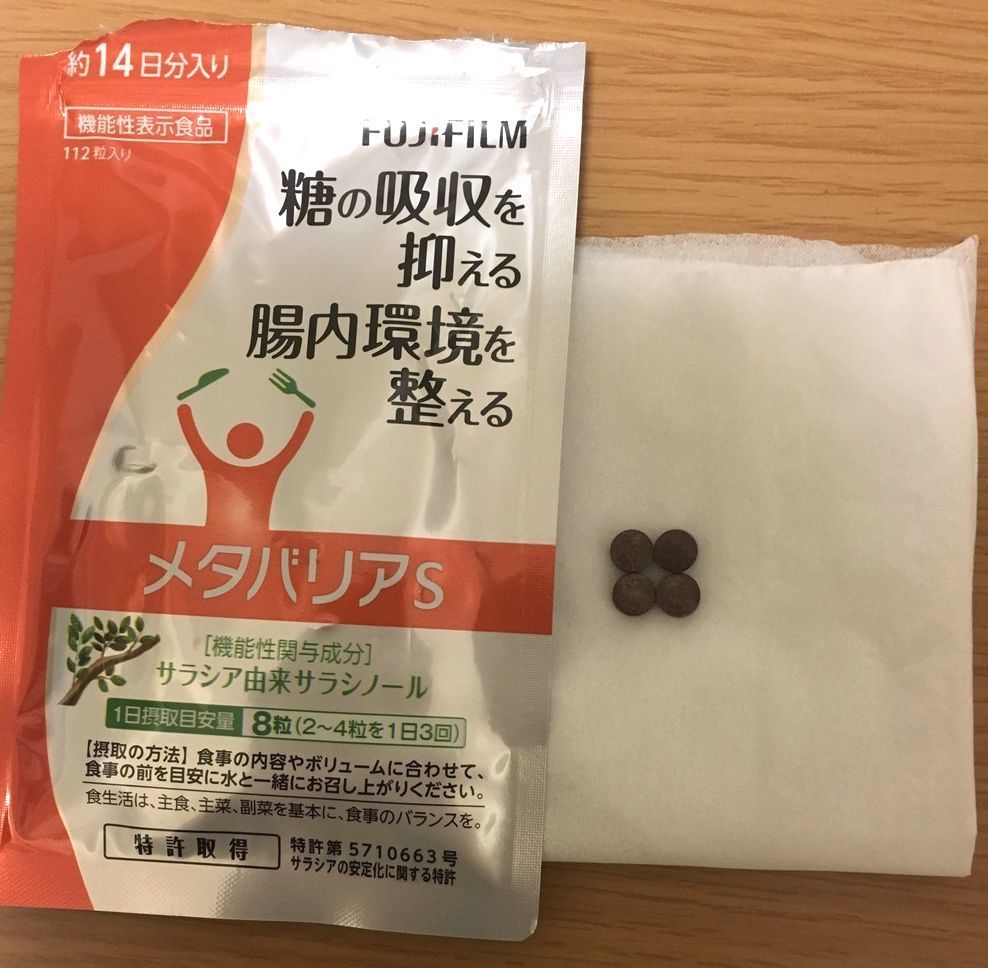 約14日分入り
機能性表示食品
112粒入り
FUJIFILM
糖の吸収を
抑える
腸内環境を
整える
メタバリアS
[機能性関与成分]
サラシア由来サラシノール
1日摂取目安量 8粒(2~4粒を1日3回)
【摂取の方法】食事の内容やボリュームに合わせて、
食事の前を目安に水と一緒にお召し上がりください。
食生活は、主食、主菜、副菜を基本に、食事のバランスを。
特許取得
特許第5710663号
サラシアの安定化に関する特許